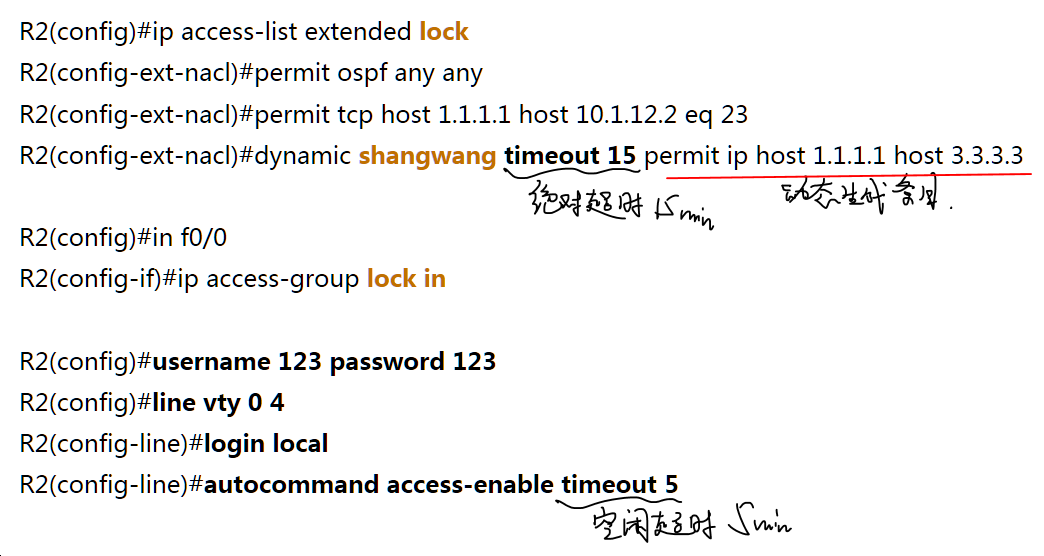 R2(config)#ip access-list extended lock
R2(config-ext-nacl)#permit ospf any any
R2(config-ext-nacl)#permit tcp host 1.1.1.1 host 10.1.12.2 eq 23
R2(config-ext-nacl)#dynamic shangwang timeout 15 permit ip host 1.1.1.1 host 3.3.3.3
绝对超时 15min 动态生成条目.
R2(config)#in f0/0
R2(config-if)#ip access-group lock in
R2(config)#username 123 password 123
R2(config)#line vty 0 4
R2(config-line)#login local
R2(config-line)#autocommand access-enable timeout 5
空闲超时 5min